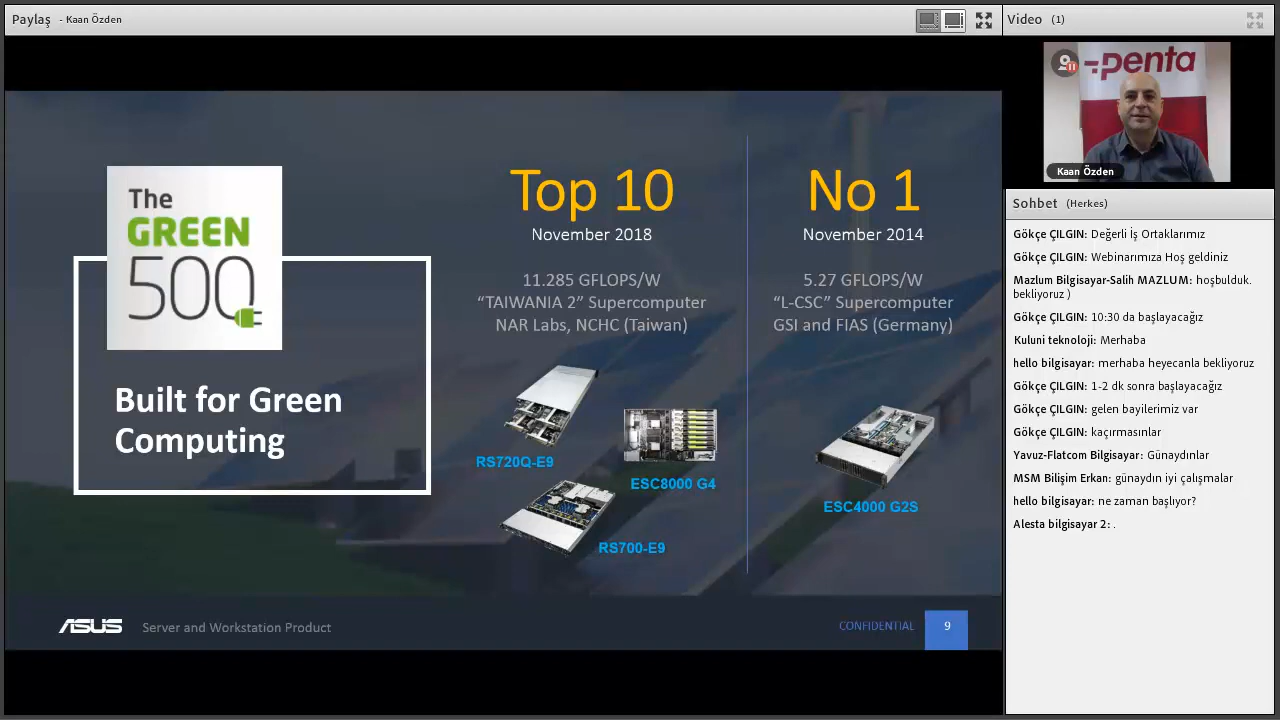 Paylaş - Kaan Özden
The
GREEN
500
Built for Green
Computing
Top 10
November 2018
11.285 GFLOPS/W
“TAIWANIA 2” Supercomputer
NAR Labs, NCHC (Taiwan)
RS720Q-E9
ESC8000 G4
RS700-E9
No 1
November 2014
5.27 GFLOPS/W
“L-CSC” Supercomputer
GSI and FIAS (Germany)
ESC4000 G2S
ASUS Server and Workstation Product
CONFIDENTIAL 9
Video (1)
penta
Kaan Özden
Sohbet (Herkes)
Gökçe ÇILGIN: Değerli İş Ortaklarımız
Gökçe ÇILGIN: Webinarımıza Hoş geldiniz
Mazlum Bilgisayar-Salih MAZLUM: hoşbulduk.
bekliyoruz )
Gökçe ÇILGIN: 10:30 da başlayacağız
Kuluni teknoloji: Merhaba
hello bilgisayar: merhaba heyecanla bekliyoruz
Gökçe ÇILGIN: 1-2 dk sonra başlayacağız
Gökçe ÇILGIN: gelen bayilerimiz var
Gökçe ÇILGIN: kaçırmasınlar
Yavuz-Flatcom Bilgisayar: Günaydınlar
MSM Bilişim Erkan: günaydın iyi çalışmalar
hello bilgisayar: ne zaman başlıyor?
Alesta bilgisayar 2: .